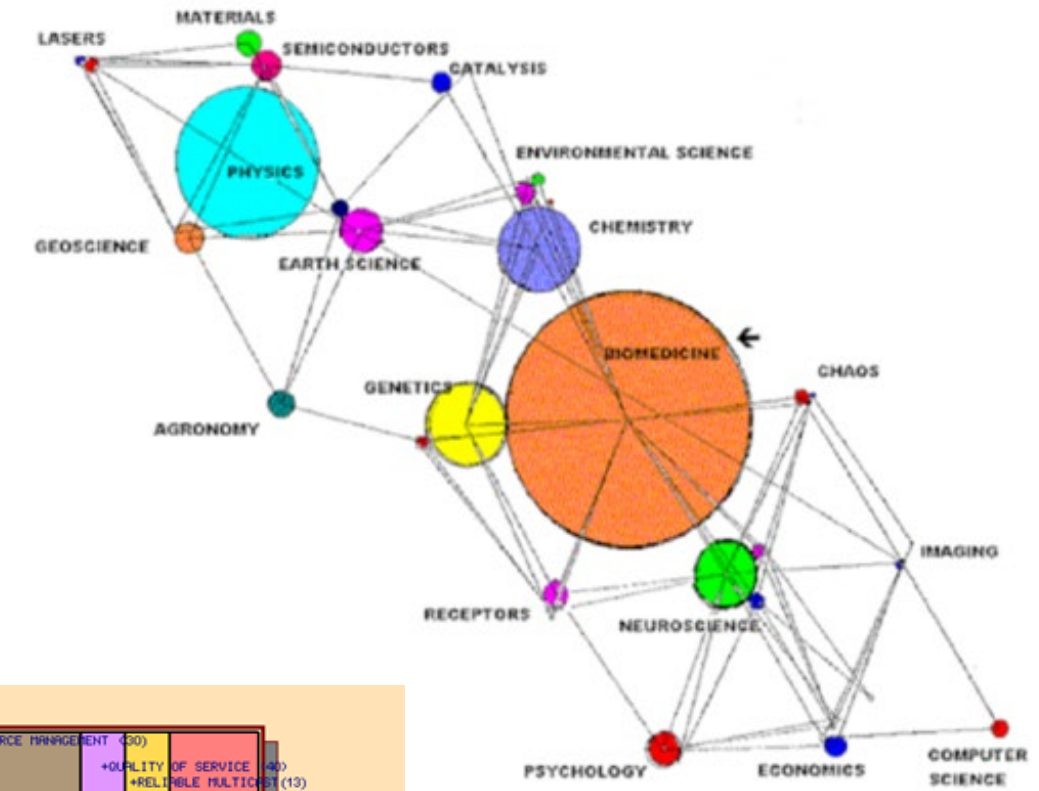 MATERIALS
LASERS
SEMICONDUCTORS
CATALYSIS
ENVIRONMENTAL SCIENCE
PHYSICS
CHEMISTRY
GEOSCIENCE
EARTH SCIENCE
BIOMEDICINE
CHAOS
GENETICS
AGRONOMY
IMAGING
RECEPTORS
NEUROSCIENCE
PSYCHOLOGY
ECONOMICS
COMPUTER
SCIENCE
RCE MANAGEMENT (30)
+QUALITY OF SERVICE (40)
+RELIABLE MULTICAST (13)